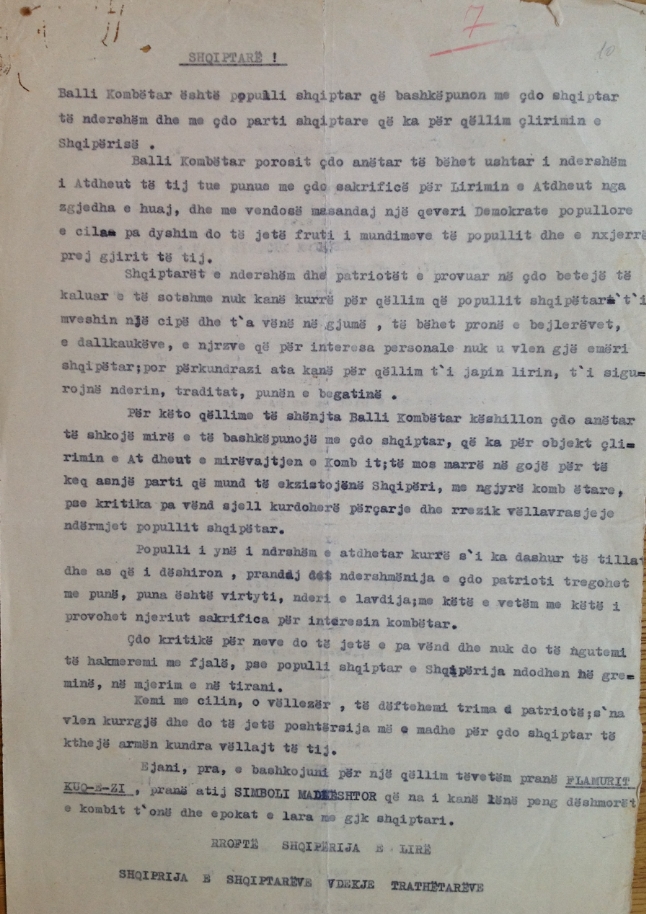 7
10
SHQIPTARË !
Balli Kombëtar është populli shqiptar që bashkëpunon me çdo shqiptar
të ndershëm dhe me çdo parti shqiptare që ka për qëllim çlirimin e
Shqipërisë .
Balli Kombëtar porosit çdo anëtar të bëhet ushtar i ndershëm
i Atdheut të tij tue punue me çdo sakrificë për Lirimin e Atdheut nga
zgjedha e huaj, dhe me vendosë masandaj një qeveri Demokrate popullore
e cila pa dyshim do të jetë fruti i mundimeve të popullit dhe e nxjerrë
prej gjirit të tij.
Shqiptarët e ndershëm dhe patriotët e provuar në çdo betejë të
kaluar e të sotshme nuk kanë kurrë për qëllim që popullit shqipëtar t`i
mveshin një cipë dhe t`a vënë në gjumë , të bëhet pronë e bejlerëvet,
e dallkaukëve, e njrzve që për interesa personale nuk u vlen gjë emëri
shqipëtar;por përkundrazi ata kanë për qëllim t`i japin lirin, t`i sigu=
rojnë nderin, traditat, punën e begatinë .
Për këto qëllime të shënjta Balli Kombëtar këshillon çdo anëtar
të shkojë mirë e të bashkëpunojë me çdo shqiptar, që ka për objekt çli=
rimin e At dheut e mirëvajtjen e Komb it;të mos marrë në gojë për të
keq asnjë parti që mund të ekzistojënë Shqipëri, me ngjyrë komb ëtare,
pse kritika pa vënd sjell kurdoherë përçarje dhe rrezik vëllavrasjeje
ndërmjet popullit shqipëtar.
Populli i ynë i ndrshëm e atdhetar kurrë s`i ka dashur të tilla
dhe as që i dëshiron , prandaj ndershmënija e çdo patrioti tregohet
me punë, puna është virtyti, nderi e lavdija;me këtë e vetëm me këtë i
provohet njeriut sakrifica për interesin kombëtar.
Çdo kritikë për neve do të jetë e pa vënd dhe nuk do të ngutemi
të hakmeremi me fjalë, pse populli shqiptar e Shqipërija ndodhen në gre=
minë, në mjerim e në tirani.
Kemi me cilin, o vëllezër , të dëftehemi trima e patriotë;s`na
vlen kurrgjë dhe do të jetë poshtërsija më e madhe për çdo shqiptar të
kthejë armën kundra vëllajt të tij.
Ejani, pra, e bashkojuni për një qëllim tëvetëm pranë FLAMURIT
KUQ-E-ZI , pranë atij SIMBOLI MADHËSHTOR që na i kanë lënë peng dëshmorët
e kombit t`onë dhe epokat e lara me gjk shqiptari.
RROFTË SHQIPËRIJA E LIRË
SHQIPRIJA E SHQIPTARËVE VDEKJE TRATHËTARËVE